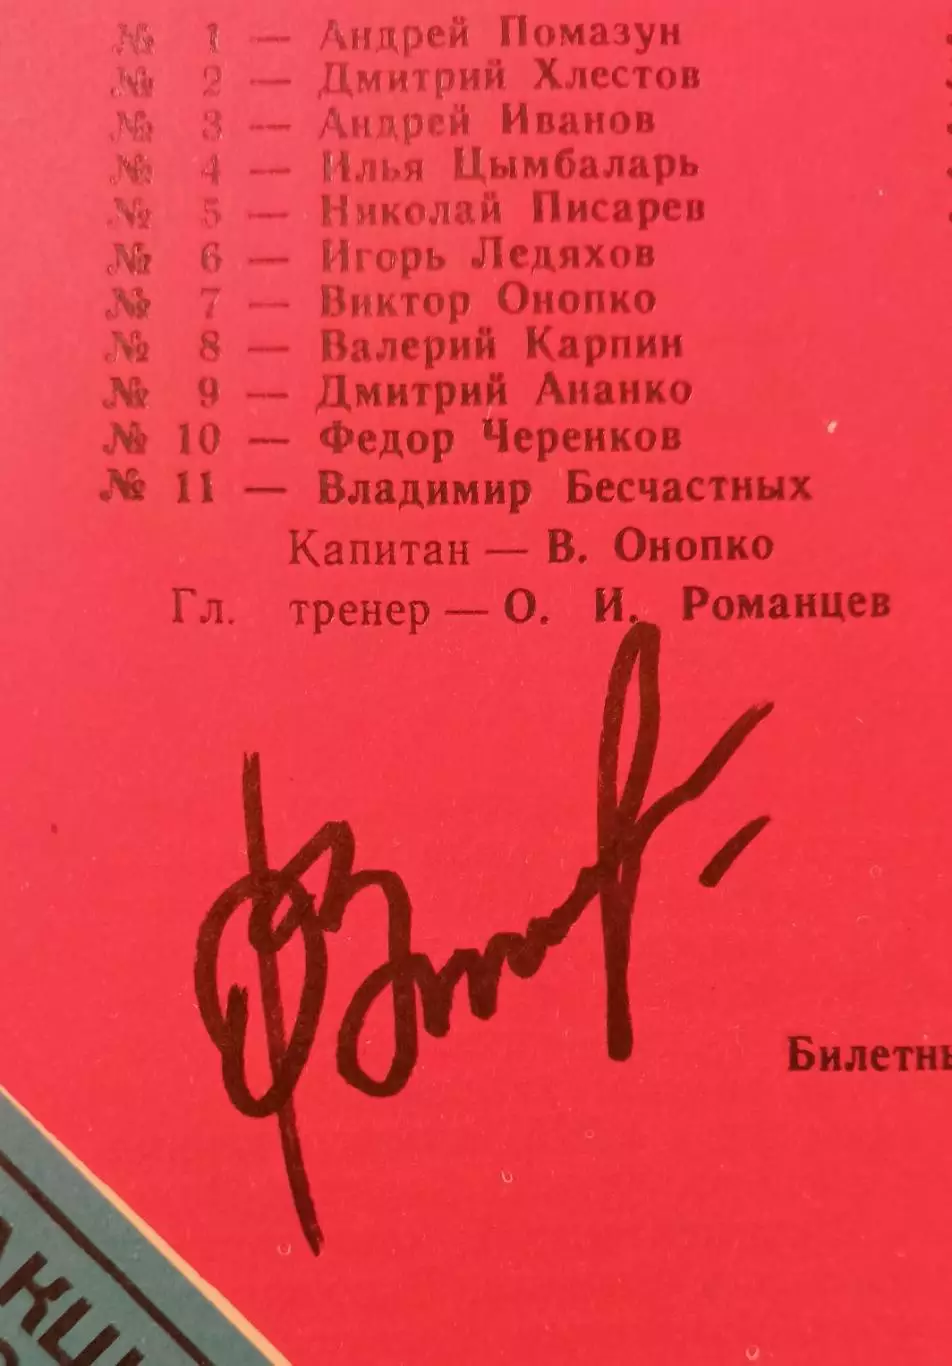 № 1 — Андрей Помазун
№ 2 — Дмитрий Хлестов
№ 3 — Андрей Иванов
№ 4 — Илья Цымбаларь
№ 5 — Николай Писарев
№ 6 — Игорь Ледяхов
№ 7 — Виктор Онопко
№ 8 — Валерий Карпин
№ 9 — Дмитрий Ананко
№ 10 — Федор Черенков
№ 11 — Владимир Бесчастных
Капитан — В. Онопко
Гл. тренер — О. И. Романцев